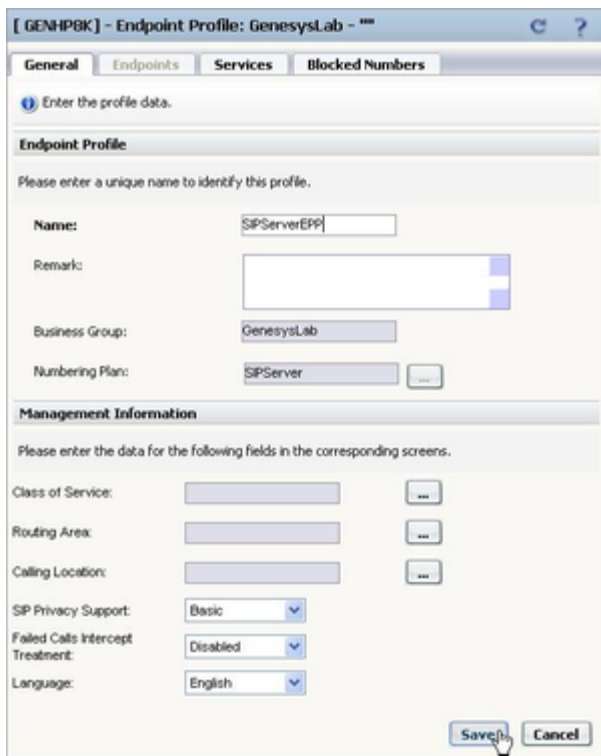 [ GENHP8K] - Endpoint Profile: GenesysLab - ""
General Endpoints Services Blocked Numbers
Enter the profile data.
Endpoint Profile
Please enter a unique name to identify this profile.
Name: SIPServerEPP
Remark:
Business Group: GenesysLab
Numbering Plan: SIPServer ...
Management Information
Please enter the data for the following fields in the corresponding screens.
Class of Service: ...
Routing Area: ...
Calling Location: ...
SIP Privacy Support: Basic
Failed Calls Intercept
Treatment: Disabled
Language: English
Save Cancel